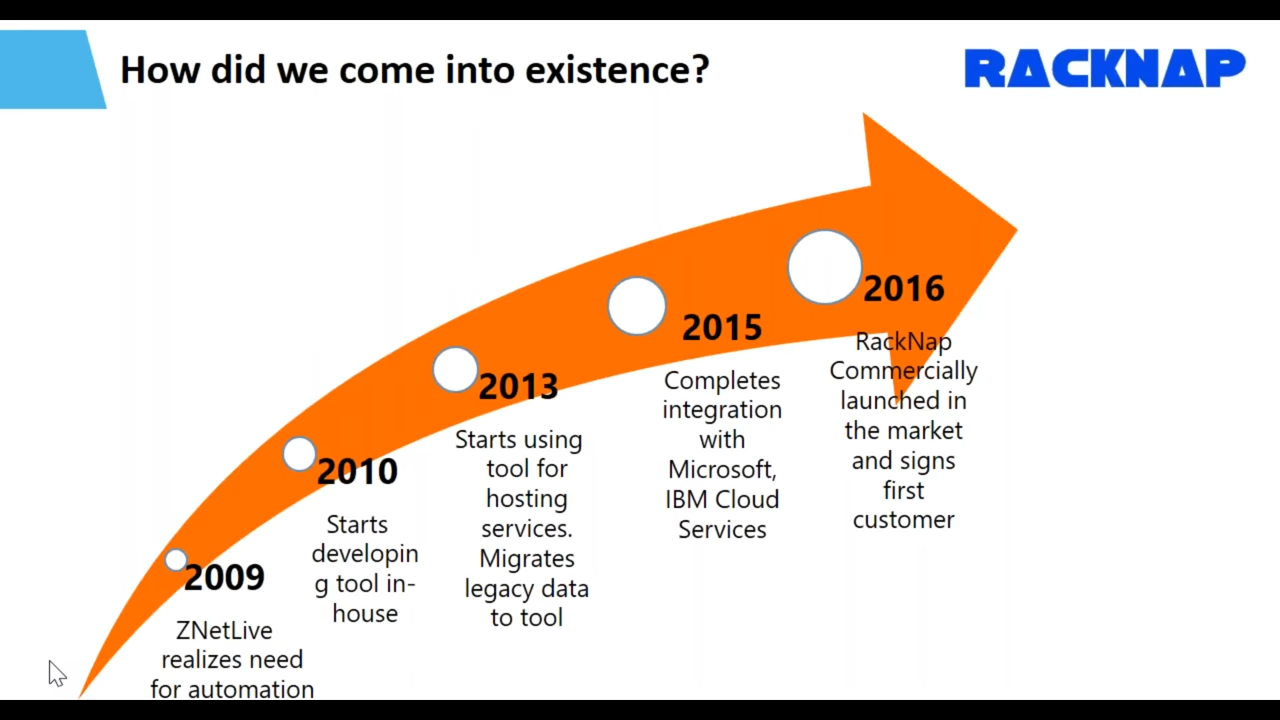 How did we come into existence?
RACKNAP
2009
ZNetLive
realizes need
for automation
2010
Starts
developin
g tool in-
house
2013
Starts using
tool for
hosting
services.
Migrates
legacy data
to tool
2015
Completes
integration
with
Microsoft,
IBM Cloud
Services
2016
RackNap
Commercially
launched in
the market
and signs
first
customer